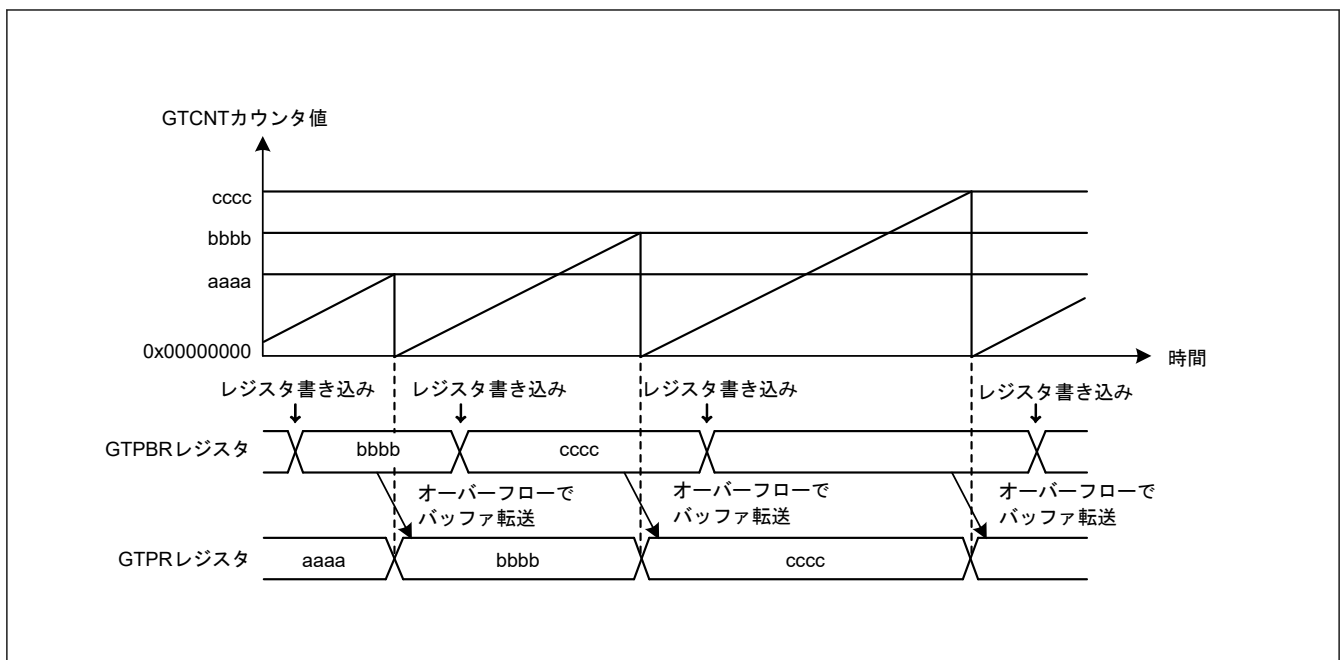 GTCNTカウンタ値
cccc
bbbb
aaaa
0x00000000
時間
レジスタ書き込み
レジスタ書き込み
レジスタ書き込み
レジスタ書き込み
GTPBRレジスタ
bbbb
cccc
オーバーフローで
バッファ転送
オーバーフローで
バッファ転送
オーバーフローで
バッファ転送
GTPRレジスタ
aaaa
bbbb
cccc